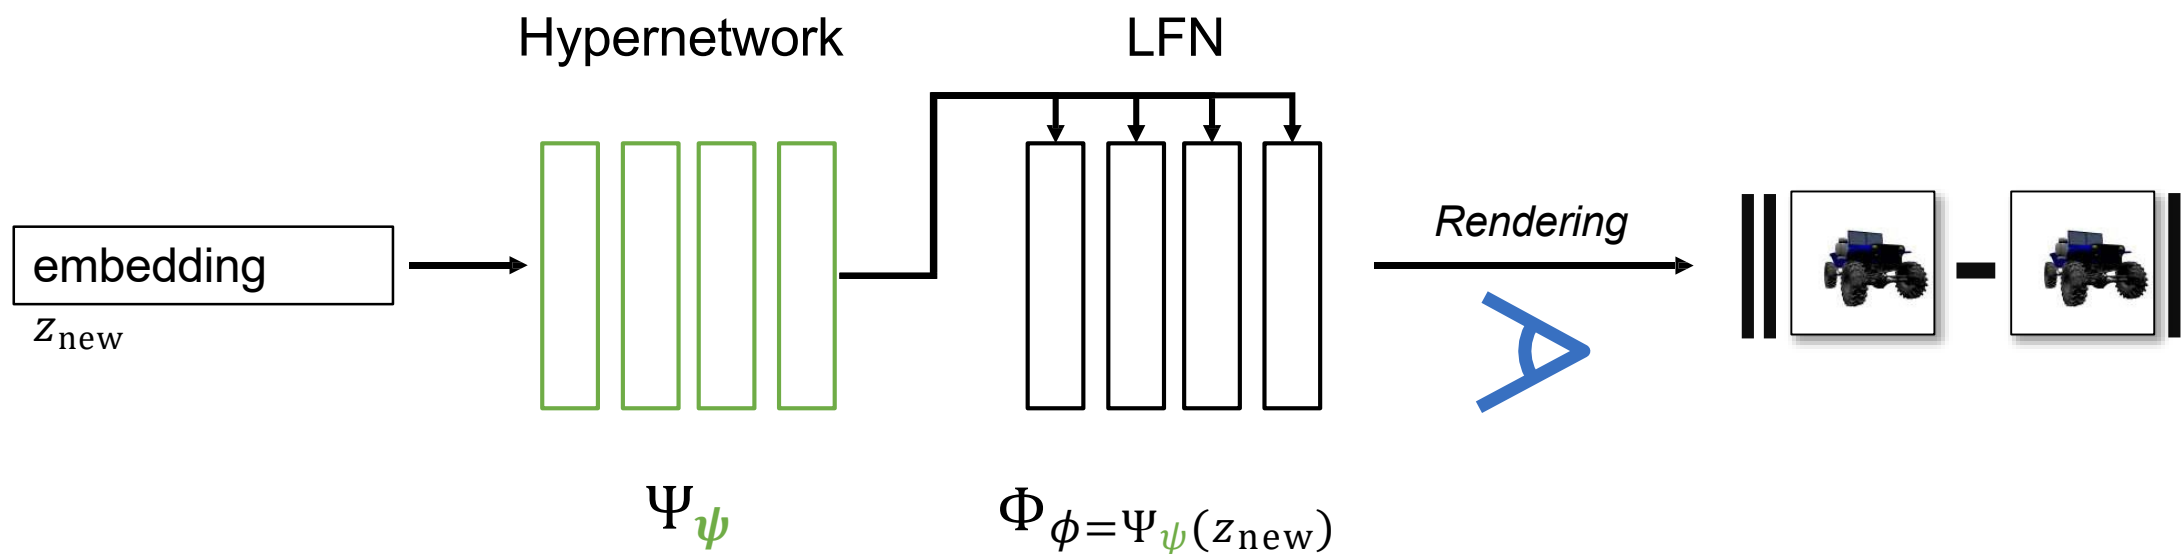 Hypernetwork
LFN
embedding
z_new
Rendering
Ψ_ψ
Φ_ϕ=Ψ_ψ(z_new)